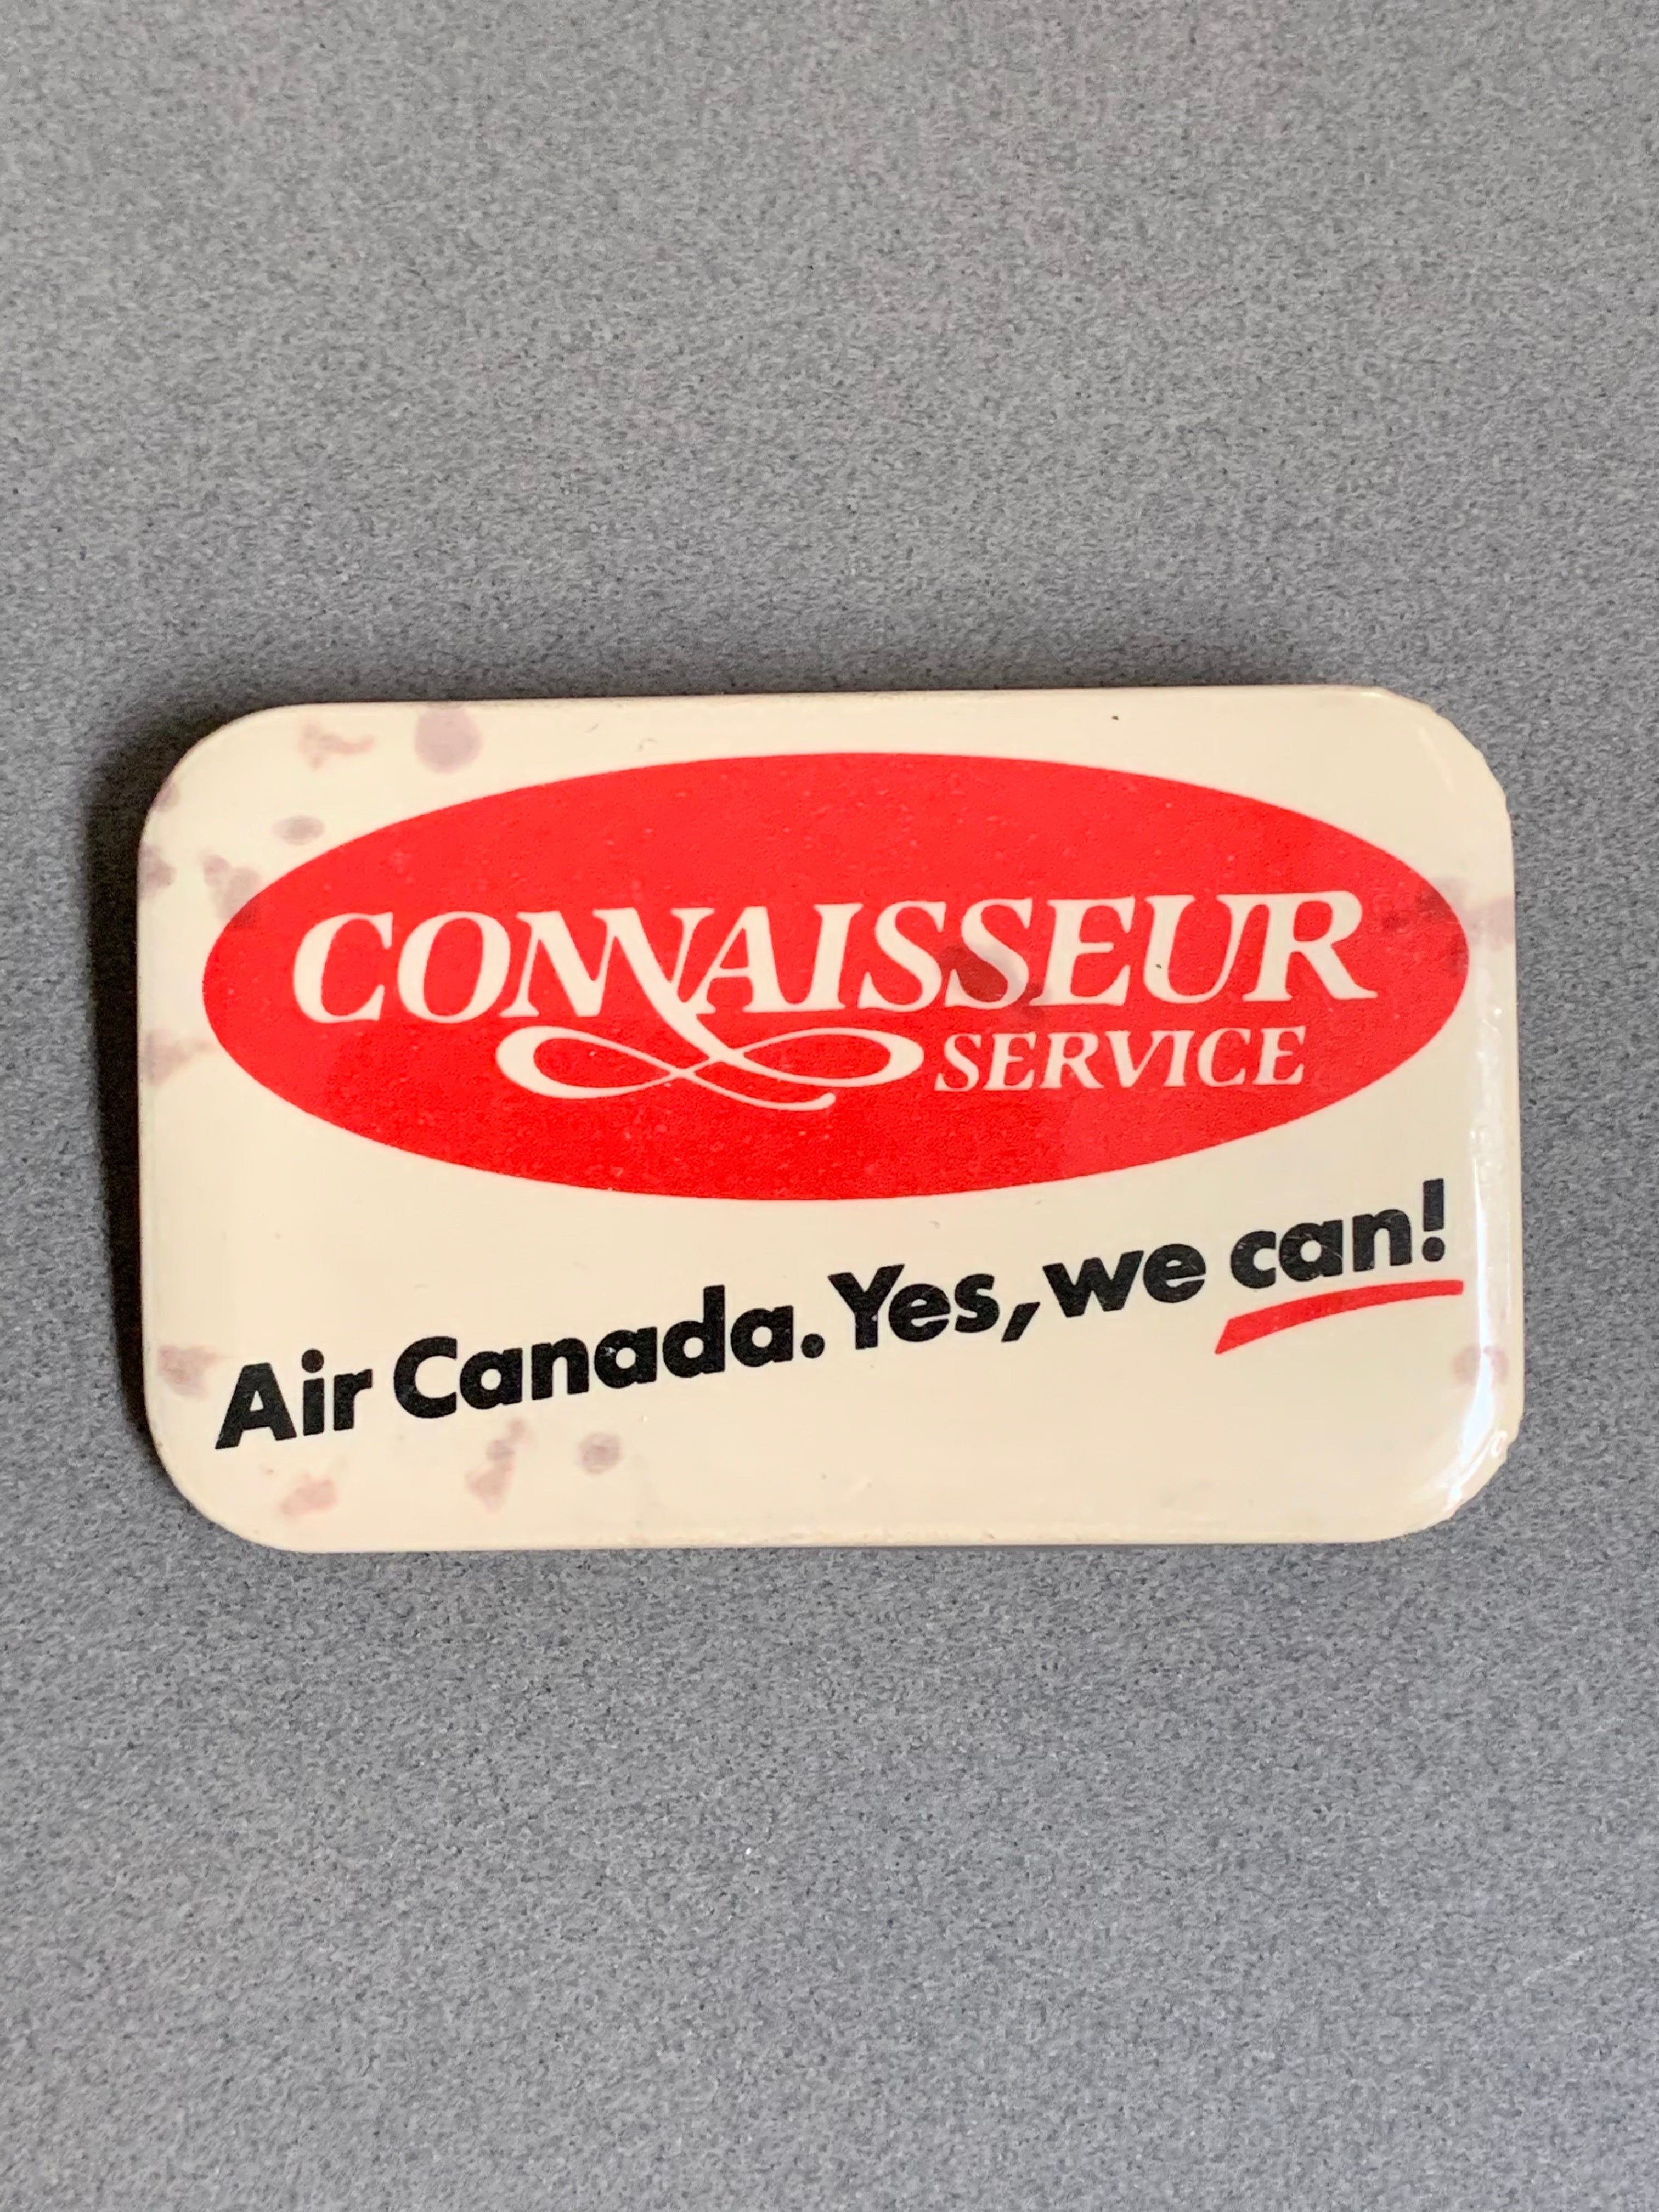 CONNAISSEUR
SERVICE
Air Canada. Yes, we can!